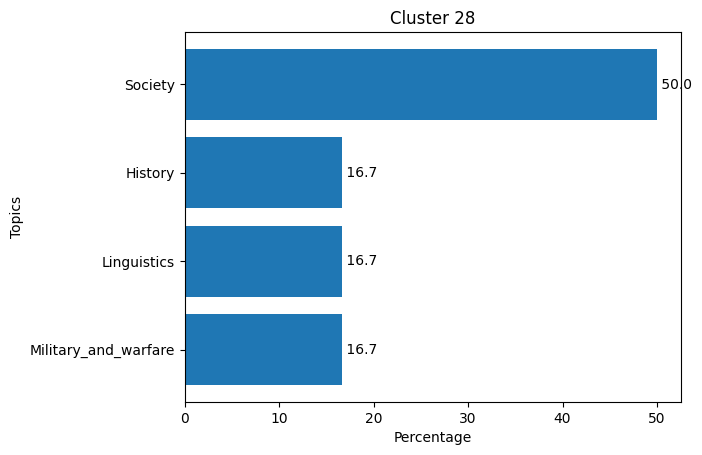 Cluster 28
Topics
Society
50.0
History
16.7
Linguistics
16.7
Military_and_warfare
16.7
0 10 20 30 40 50
Percentage